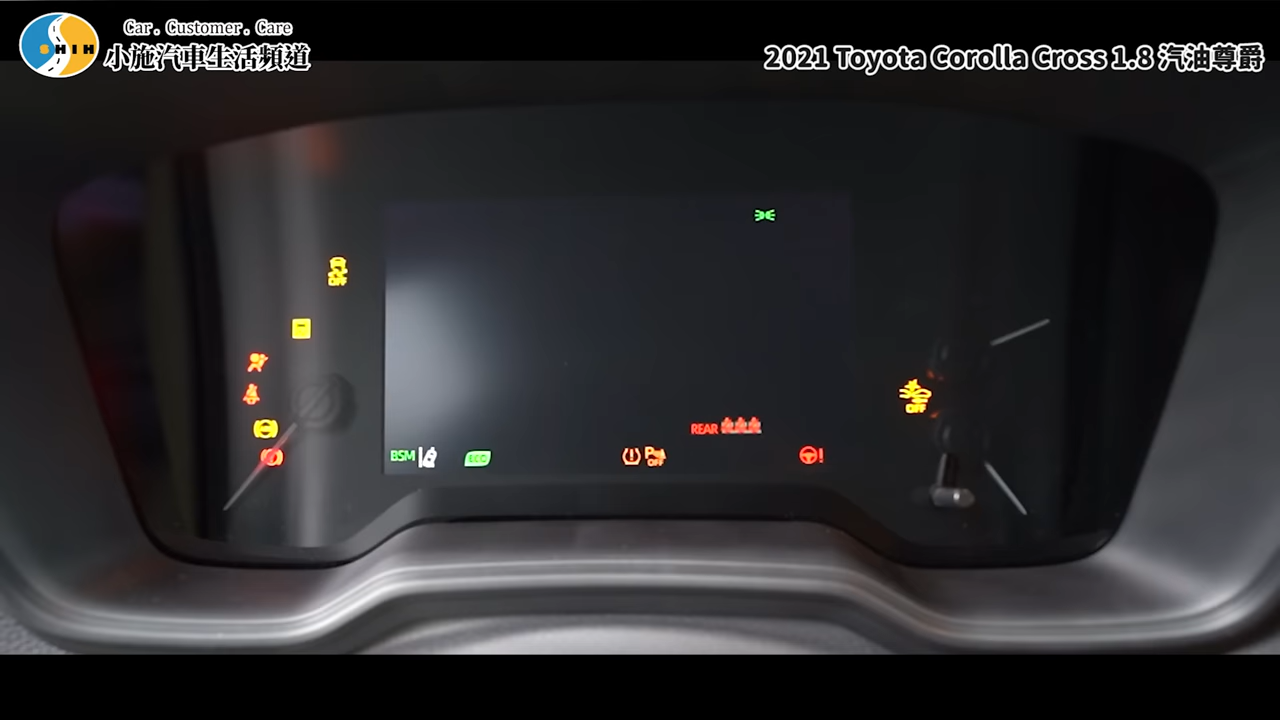 Car. Customer. Care
SHIH
小施汽車生活頻道
2021 Toyota Corolla Cross 1.8 汽油尊爵
OFF
OFF
REAR
BSM
ECO
OFF